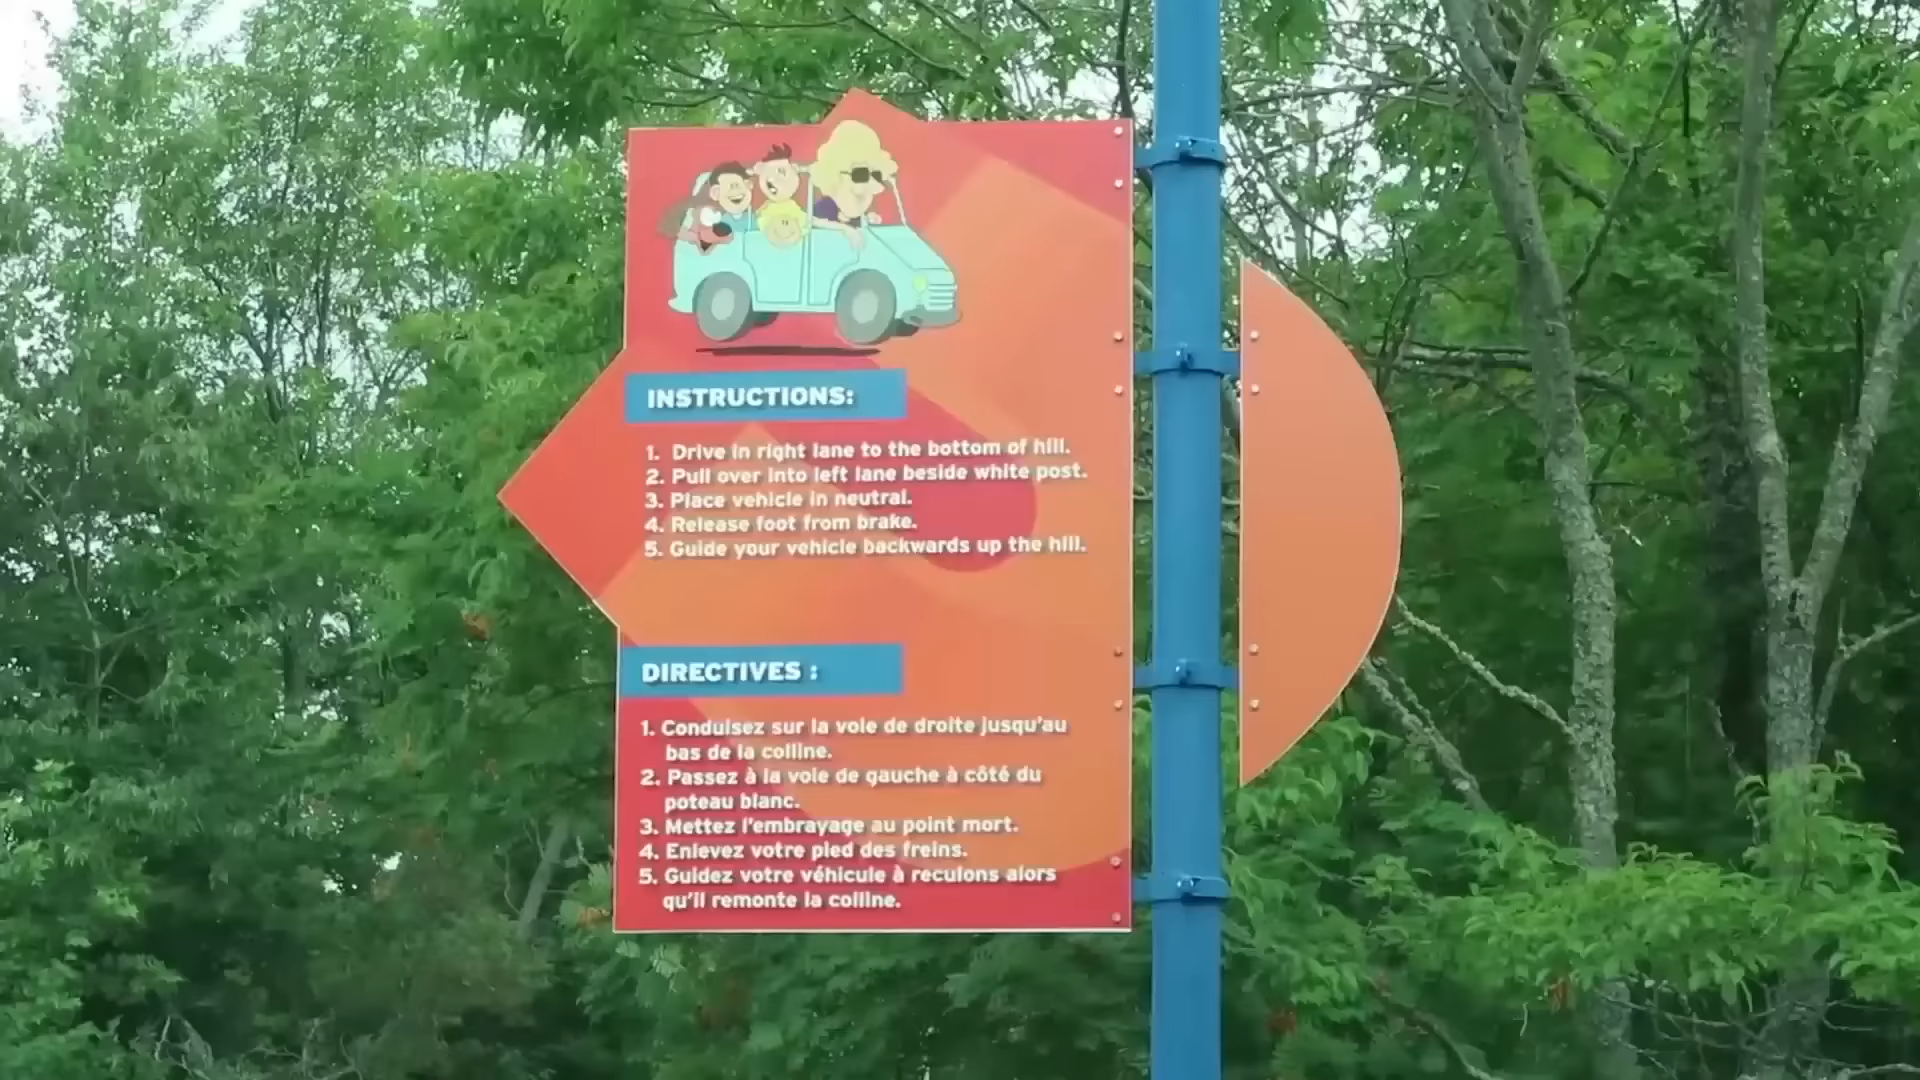 INSTRUCTIONS:
1. Drive in right lane to the bottom of hill.
2. Pull over into left lane beside white post.
3. Place vehicle in neutral.
4. Release foot from brake.
5. Guide your vehicle backwards up the hill.
DIRECTIVES :
1. Conduisez sur la voie de droite jusqu'au
bas de la colline.
2. Passez à la voie de gauche à côté du
poteau blanc.
3. Mettez l'embrayage au point mort.
4. Enlevez votre pied des freins.
5. Guidez votre véhicule à reculons alors
qu'il remonte la colline.